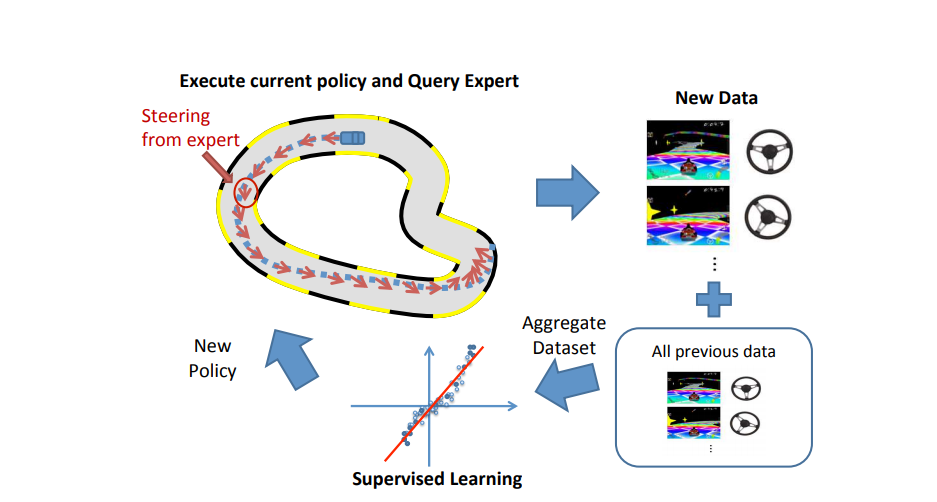 Execute current policy and Query Expert
Steering
from expert
New Data
⋮
All previous data
⋮
Aggregate
Dataset
New
Policy
Supervised Learning